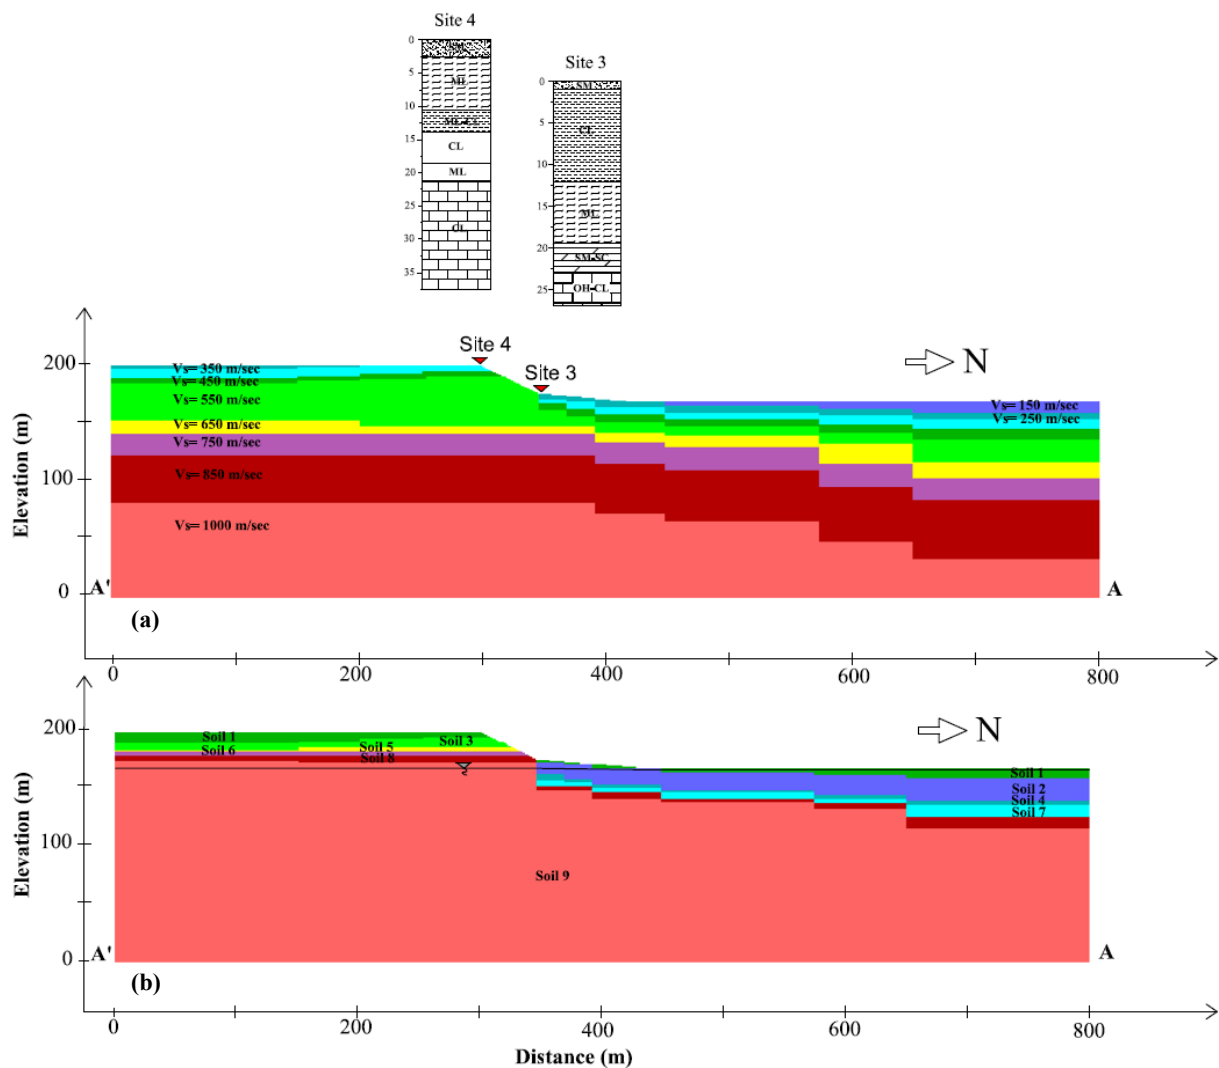 Site 4
0
5
10
15
20
25
30
35
SM
ML
ML-CL
CL
ML
CL
Site 3
0
5
10
15
20
25
SM
CL
ML
SM-SC
OH-CL
Elevation (m)
200
100
0
Site 4
Site 3
N
Vs= 350 m/sec
Vs= 450 m/sec
Vs= 550 m/sec
Vs= 650 m/sec
Vs= 750 m/sec
Vs= 850 m/sec
Vs= 1000 m/sec
Vs= 150 m/sec
Vs= 250 m/sec
A'
A
(a)
0
200
400
600
800
Elevation (m)
200
100
0
N
Soil 1
Soil 3
Soil 6
Soil 5
Soil 8
Soil 1
Soil 2
Soil 4
Soil 7
Soil 9
A'
A
(b)
0
200
400
600
800
Distance (m)